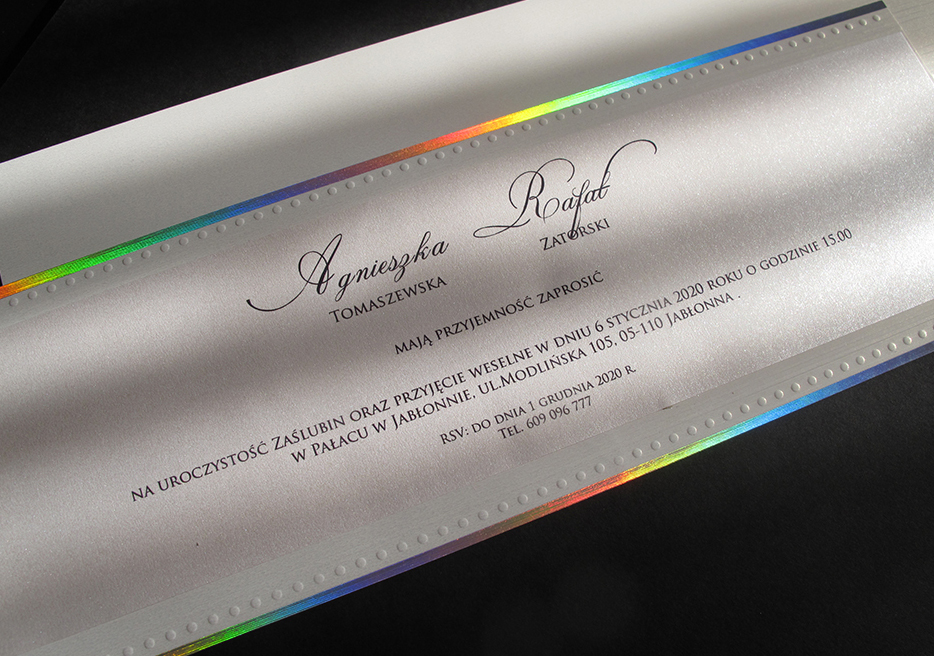 Agnieszka Rafał
Tomaszewska Zatorski
mają przyjemność zaprosić
na uroczystość Zaślubin oraz przyjęcie weselne w dniu 6 stycznia 2020 roku o godzinie 15.00
w Pałacu w Jabłonnie, ul.Modlińska 105, 05-110 Jabłonna .
RSV: do dnia 1 grudnia 2020 r.
Tel. 609 096 777